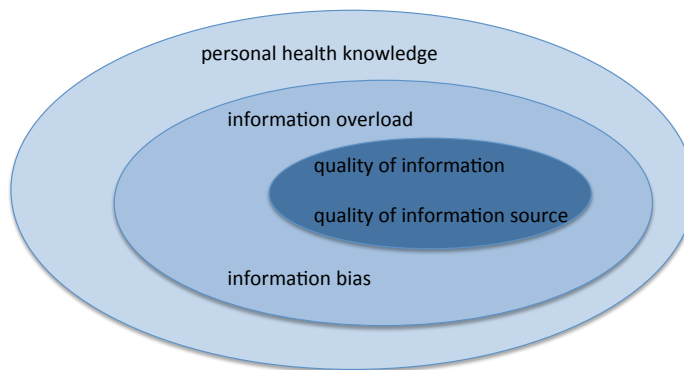 personal health knowledge
information overload
quality of information
quality of information source
information bias